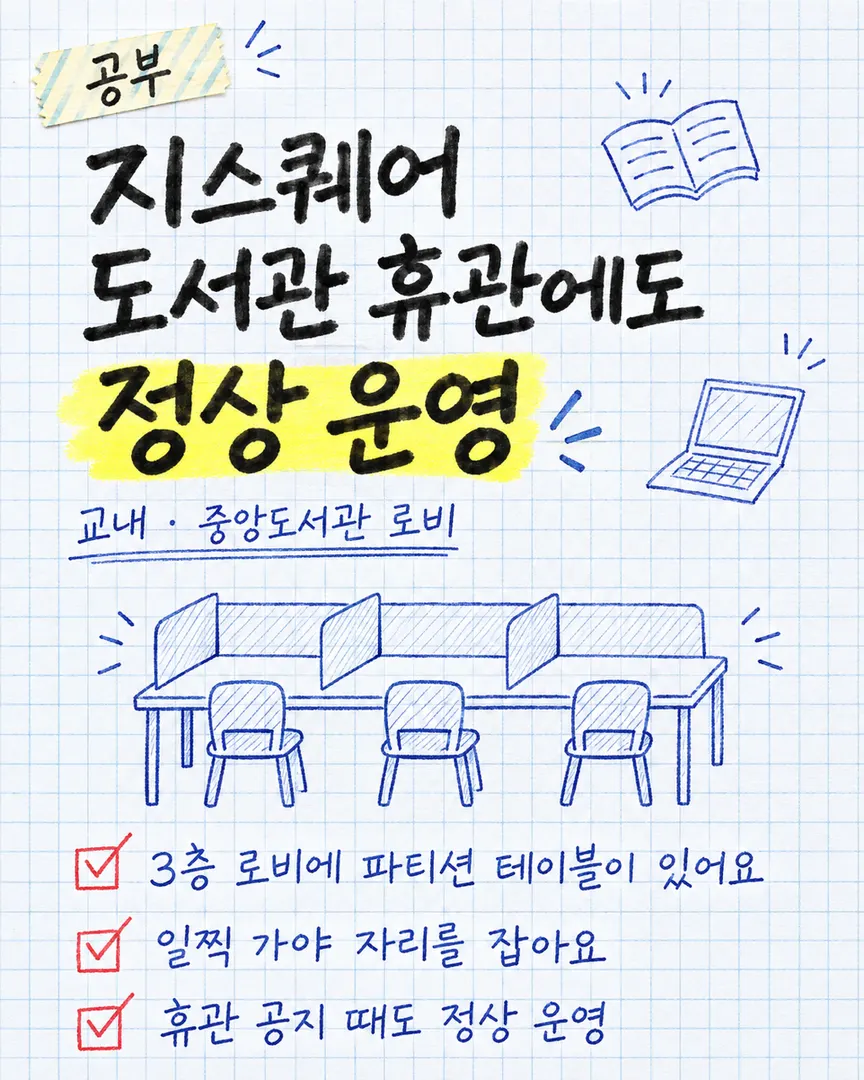 공부
지스퀘어
도서관 휴관에도
정상 운영
교내 · 중앙도서관 로비
3층 로비에 파티션 테이블이 있어요
일찍 가야 자리를 잡아요
휴관 공지 때도 정상 운영